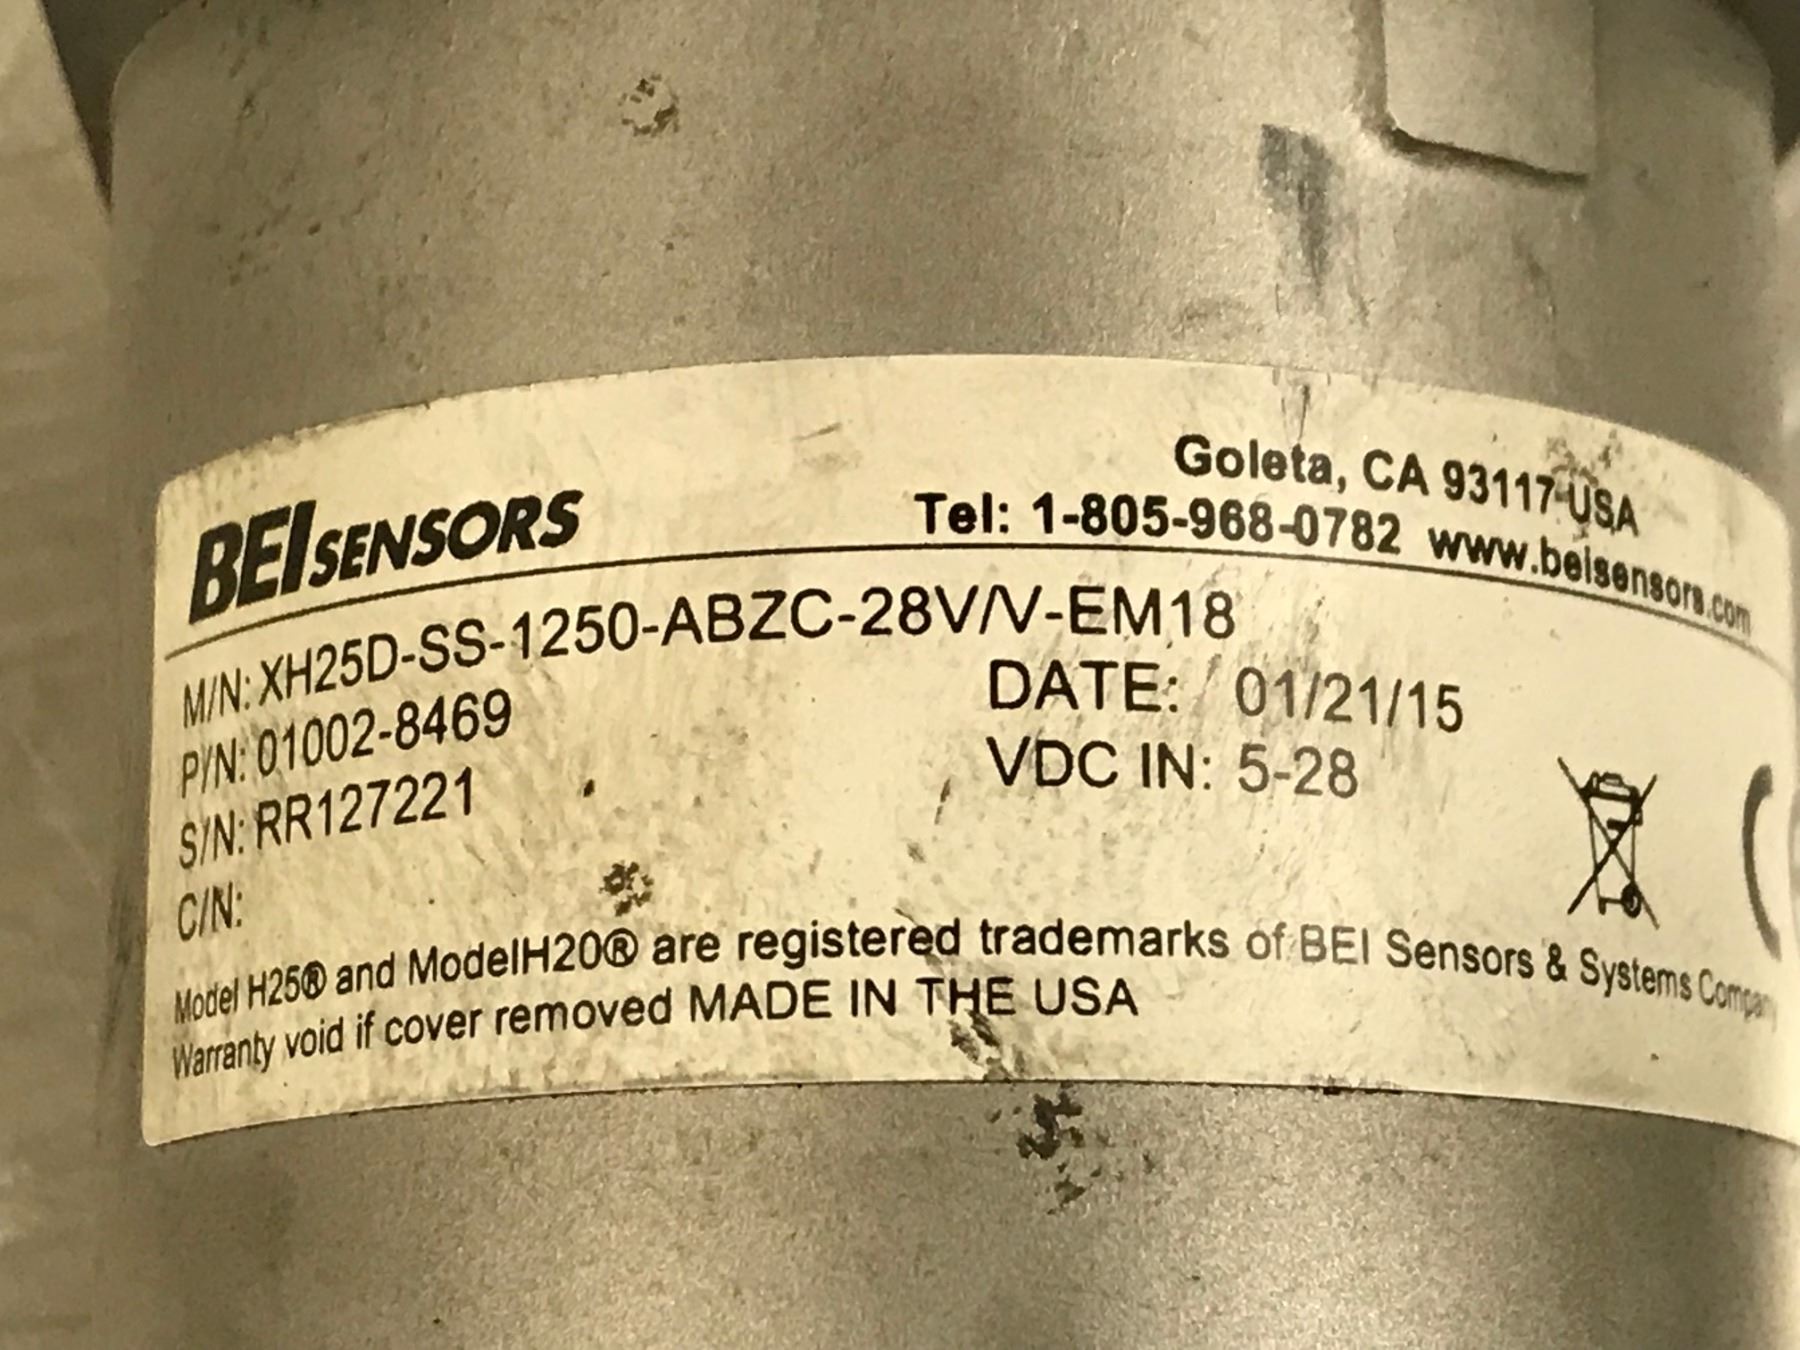 BEI SENSORS
Goleta, CA 93117-USA
Tel: 1-805-968-0782 www.beisensors.com
M/N: XH25D-SS-1250-ABZC-28V/V-EM18
P/N: 01002-8469
DATE: 01/21/15
S/N: RR127221
VDC IN: 5-28
C/N:
Model H25® and ModelH20® are registered trademarks of BEI Sensors & Systems
Warranty void if cover removed MADE IN THE USA